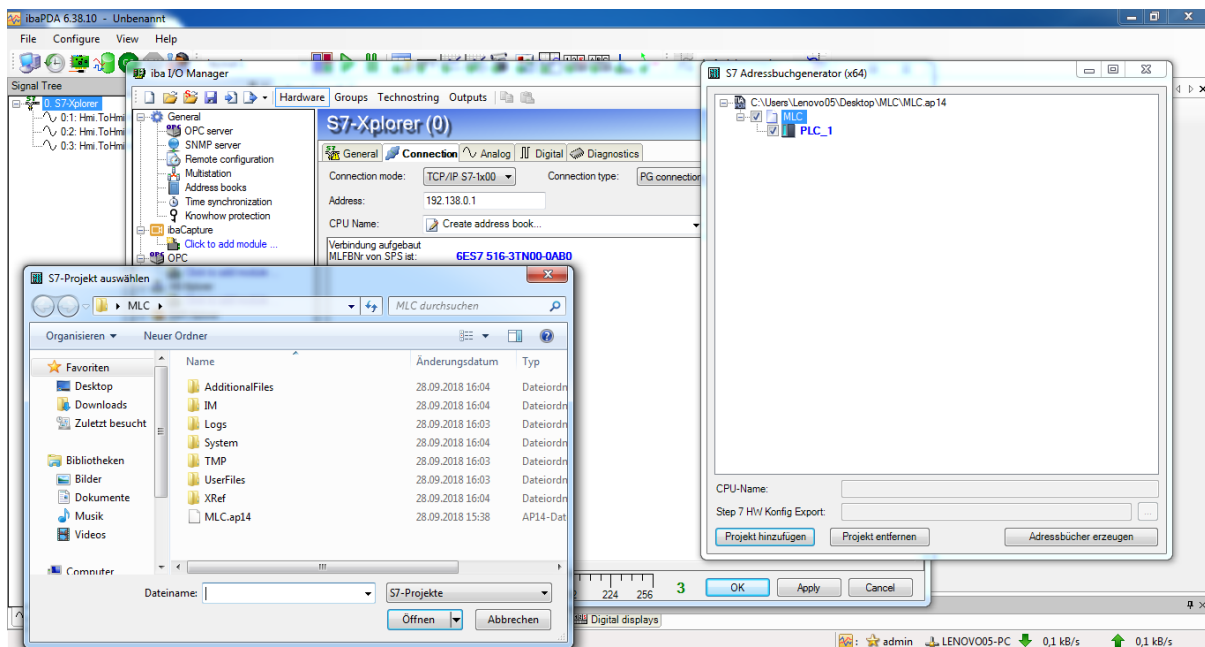 ibaPDA 6.38.10 - Unbenannt
File Configure View Help
Signal Tree
0. S7-Xplorer
0:1: Hmi.ToHmi
0:2: Hmi.ToHmi
0:3: Hmi.ToHmi
iba I/O Manager
Hardware Groups Technostring Outputs
General
OPC server
SNMP server
Remote configuration
Multistation
Address books
Time synchronization
Knowhow protection
ibaCapture
Click to add module ...
OPC
S7-Xplorer (0)
General Connection Analog Digital Diagnostics
Connection mode: TCP/IP S7-1x00 Connection type: PG connection
Address: 192.138.0.1
CPU Name: Create address book...
Verbindung aufgebaut
MLFBNr von SPS ist: 6ES7 516-3TN00-0AB0
S7 Adressbuchgenerator (x64)
C:\Users\Lenovo05\Desktop\MLC\MLC.ap14
MLC
PLC_1
CPU-Name:
Step 7 HW Konfig Export: ...
Projekt hinzufügen Projekt entfernen Adressbücher erzeugen
S7-Projekt auswählen
MLC MLC durchsuchen
Organisieren Neuer Ordner
Favoriten
Desktop
Downloads
Zuletzt besucht
Bibliotheken
Bilder
Dokumente
Musik
Videos
Computer
Name Änderungsdatum Typ
AdditionalFiles 28.09.2018 16:04 Dateiordn
IM 28.09.2018 16:04 Dateiordn
Logs 28.09.2018 16:03 Dateiordn
System 28.09.2018 16:04 Dateiordn
TMP 28.09.2018 16:03 Dateiordn
UserFiles 28.09.2018 16:03 Dateiordn
XRef 28.09.2018 16:04 Dateiordn
MLC.ap14 28.09.2018 15:38 AP14-Dat
Dateiname: S7-Projekte
Öffnen Abbrechen
224 256 3 OK Apply Cancel
Digital displays
admin LENOVO05-PC 0,1 kB/s 0,1 kB/s